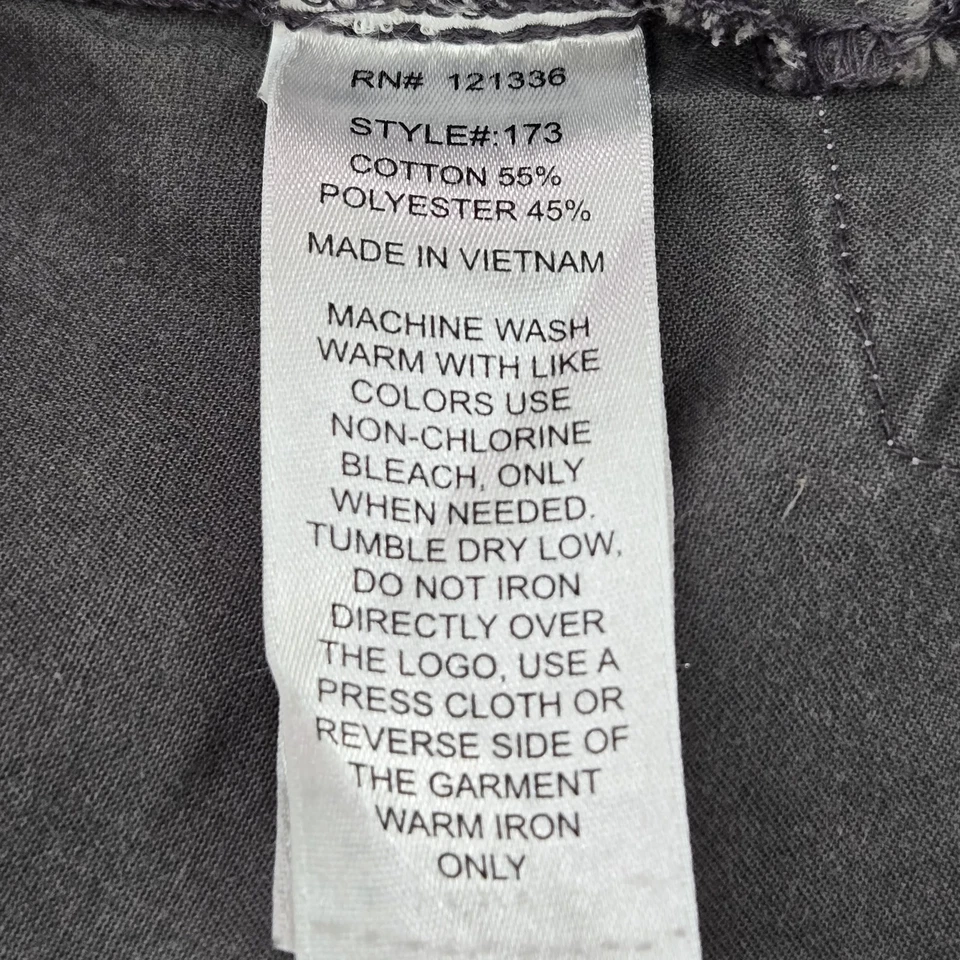 RN# 121336
STYLE#:173
COTTON 55%
POLYESTER 45%
MADE IN VIETNAM
MACHINE WASH
WARM WITH LIKE
COLORS USE
NON-CHLORINE
BLEACH, ONLY
WHEN NEEDED.
TUMBLE DRY LOW,
DO NOT IRON
DIRECTLY OVER
THE LOGO, USE A
PRESS CLOTH OR
REVERSE SIDE OF
THE GARMENT
WARM IRON
ONLY